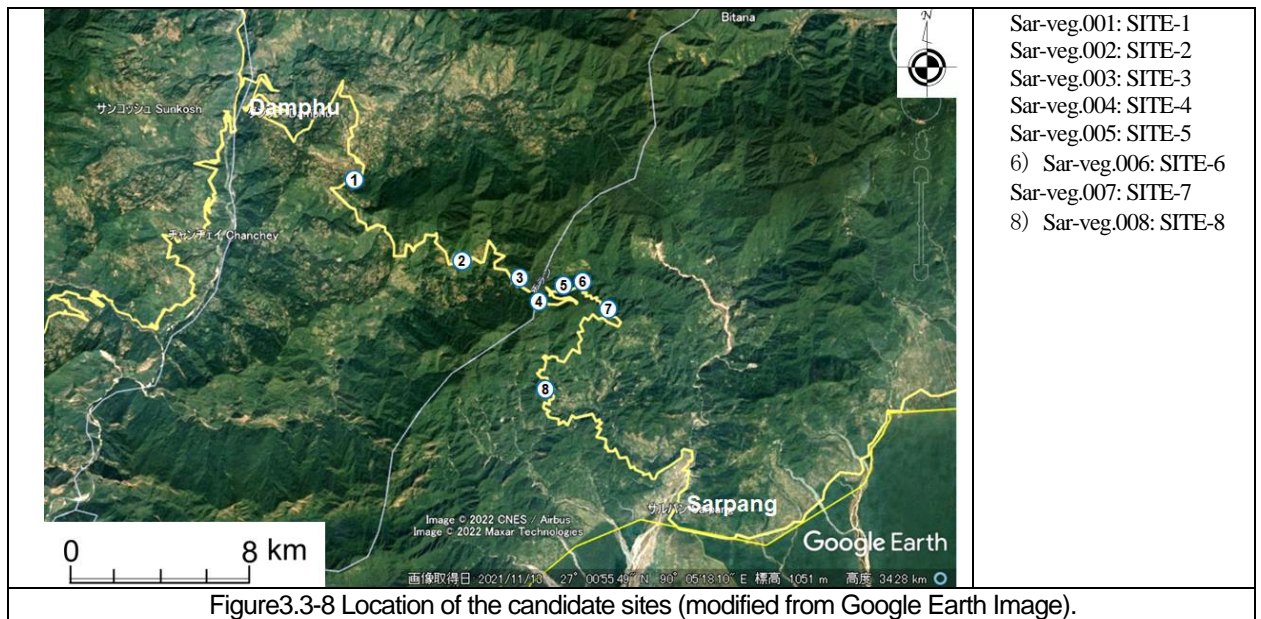 Bitana
N
サンコッシュ Sunkosh
Damphu
チャンチェイ Chanchey
1
2
3
4
5
6
7
8
Sarpang
Image © 2022 CNES / Airbus
Image © 2022 Maxar Technologies
Google Earth
0 8 km
画像取得日 2021/11/13 27° 00'55.49" N 90° 05'18.10" E 標高 1051 m 高度 34.28 km
Sar-veg.001: SITE-1
Sar-veg.002: SITE-2
Sar-veg.003: SITE-3
Sar-veg.004: SITE-4
Sar-veg.005: SITE-5
6）Sar-veg.006: SITE-6
Sar-veg.007: SITE-7
8）Sar-veg.008: SITE-8
Figure3.3-8 Location of the candidate sites (modified from Google Earth Image).